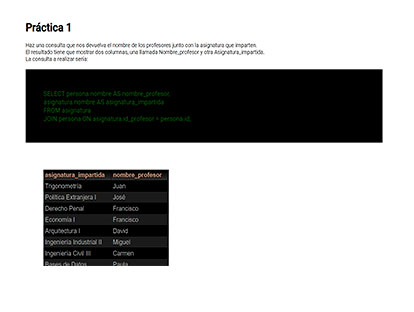 Práctica 1
Haz una consulta que nos devuelva el nombre de los profesores junto con la asignatura que imparten.
El resultado tiene que mostrar dos columnas, una llamada Nombre_profesor y otra Asignatura_impartida.
La consulta a realizar sería:
SELECT persona.nombre AS nombre_profesor,
asignatura.nombre AS asignatura_impartida
FROM asignatura
JOIN persona ON asignatura.id_profesor = persona.id;
asignatura_impartida nombre_profesor
Trigonometría Juan
Política Extranjera I José
Derecho Penal Francisco
Economía I Francisco
Arquitectura I David
Ingeniería Industrial II Miguel
Ingeniería Civil III Carmen
Bases de Datos Paula